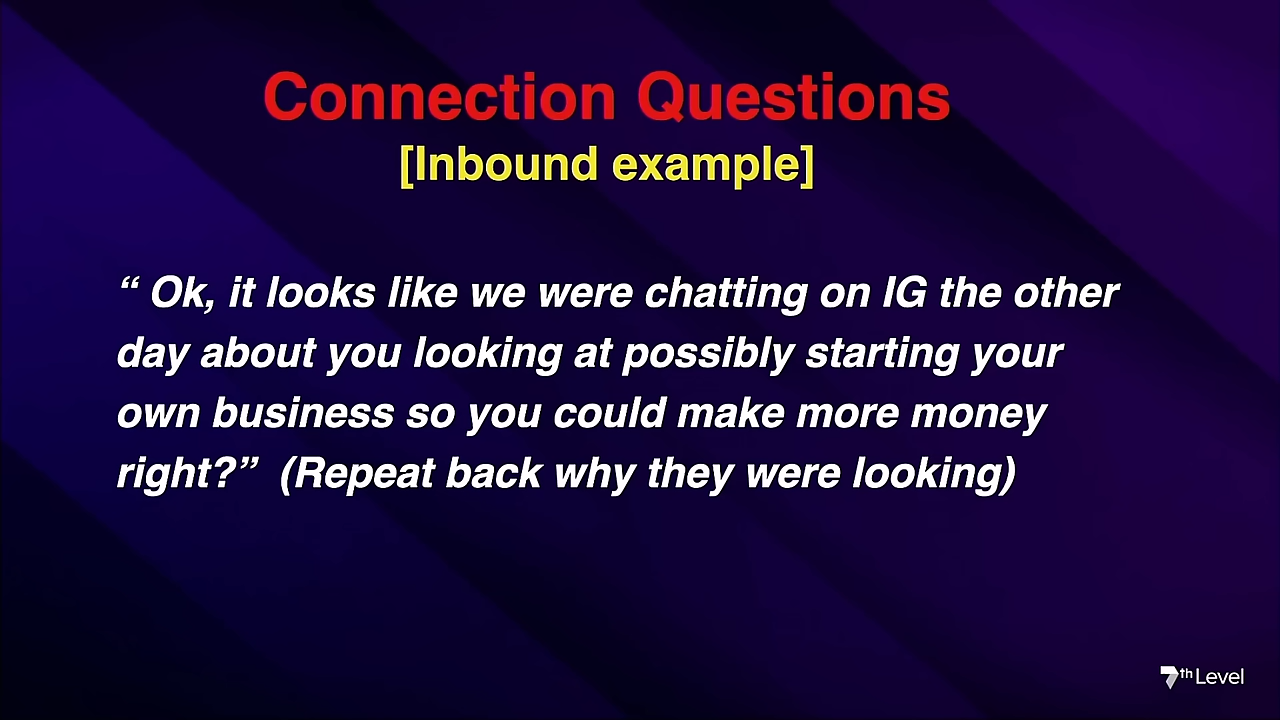 Connection Questions
[Inbound example]
“ Ok, it looks like we were chatting on IG the other
day about you looking at possibly starting your
own business so you could make more money
right?”  (Repeat back why they were looking)
7th Level